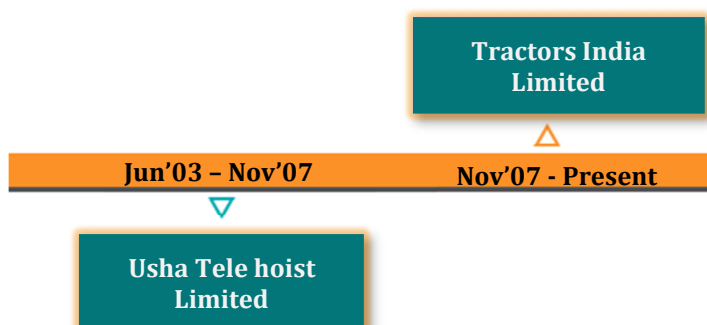 Tractors India
Limited
Jun’03 – Nov’07
Nov’07 - Present
Usha Tele hoist
Limited